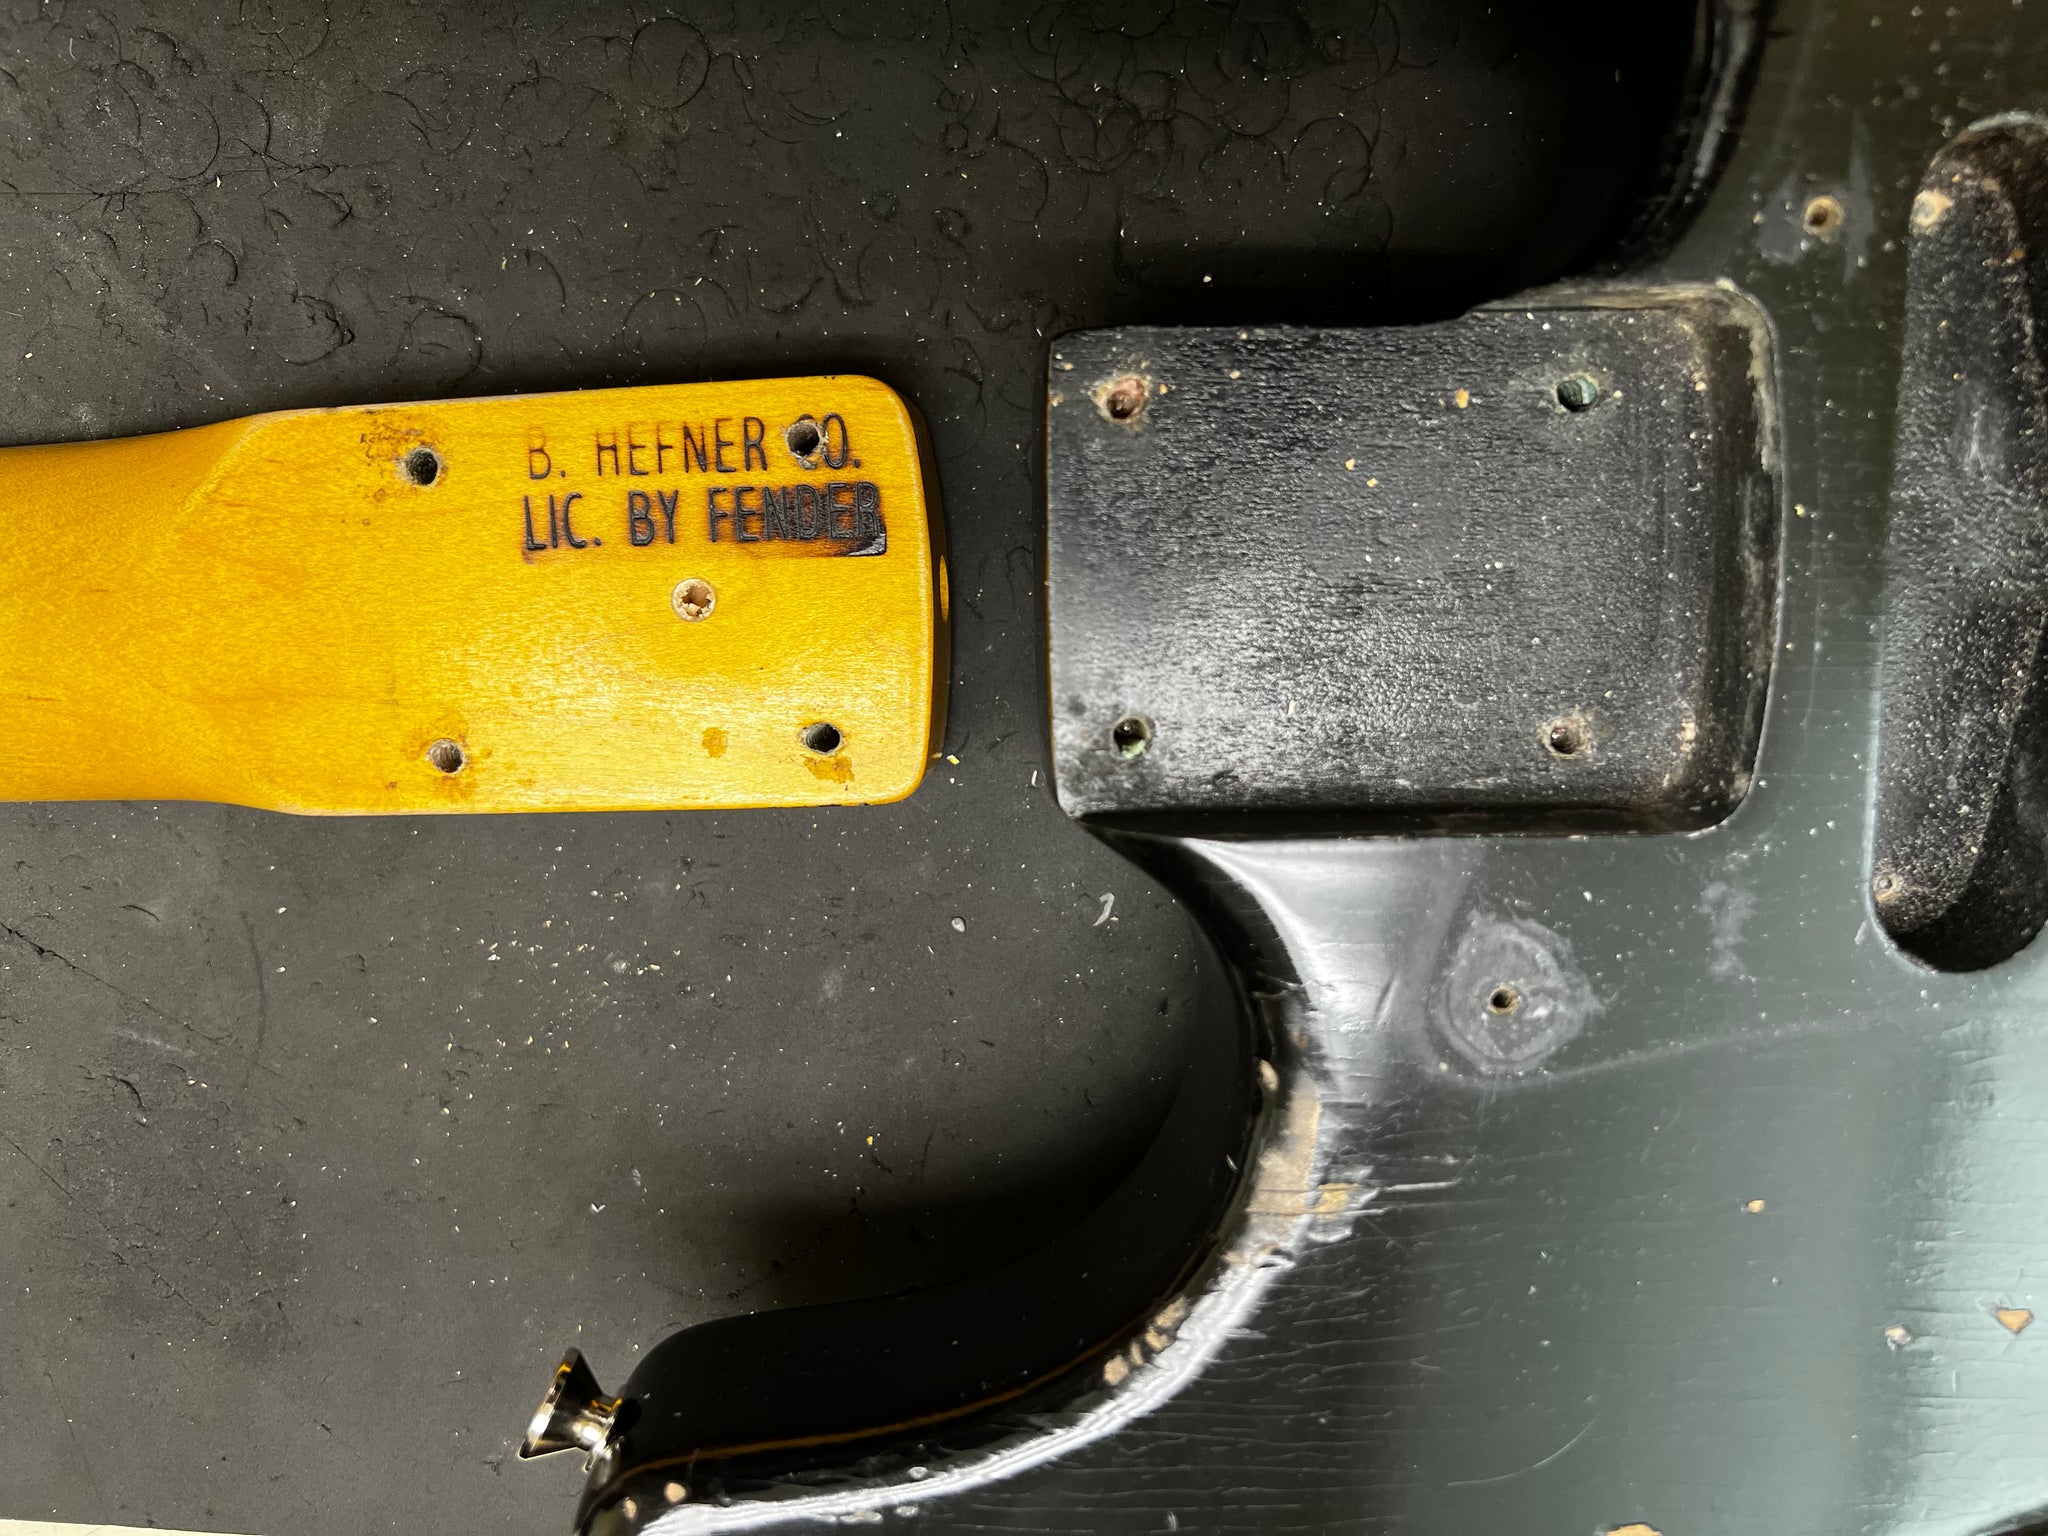 B. HEFNER CO.
LIC. BY FENDER